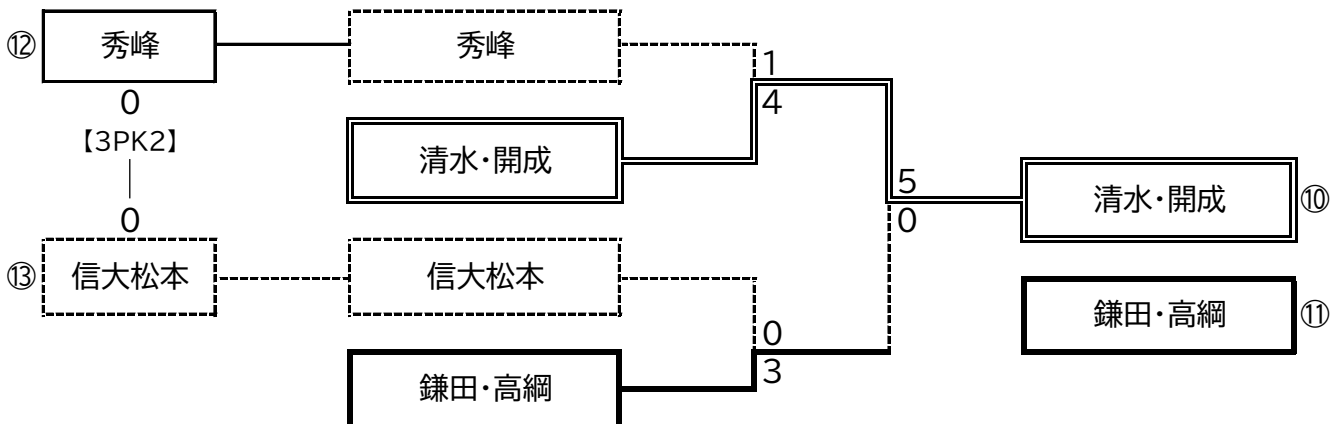 ⑫ 秀峰 秀峰
1
0
4
【3PK2】
清水・開成
5
清水・開成 ⑩
0
0
⑬ 信大松本 信大松本
鎌田・高綱 ⑪
0
3
鎌田・高綱